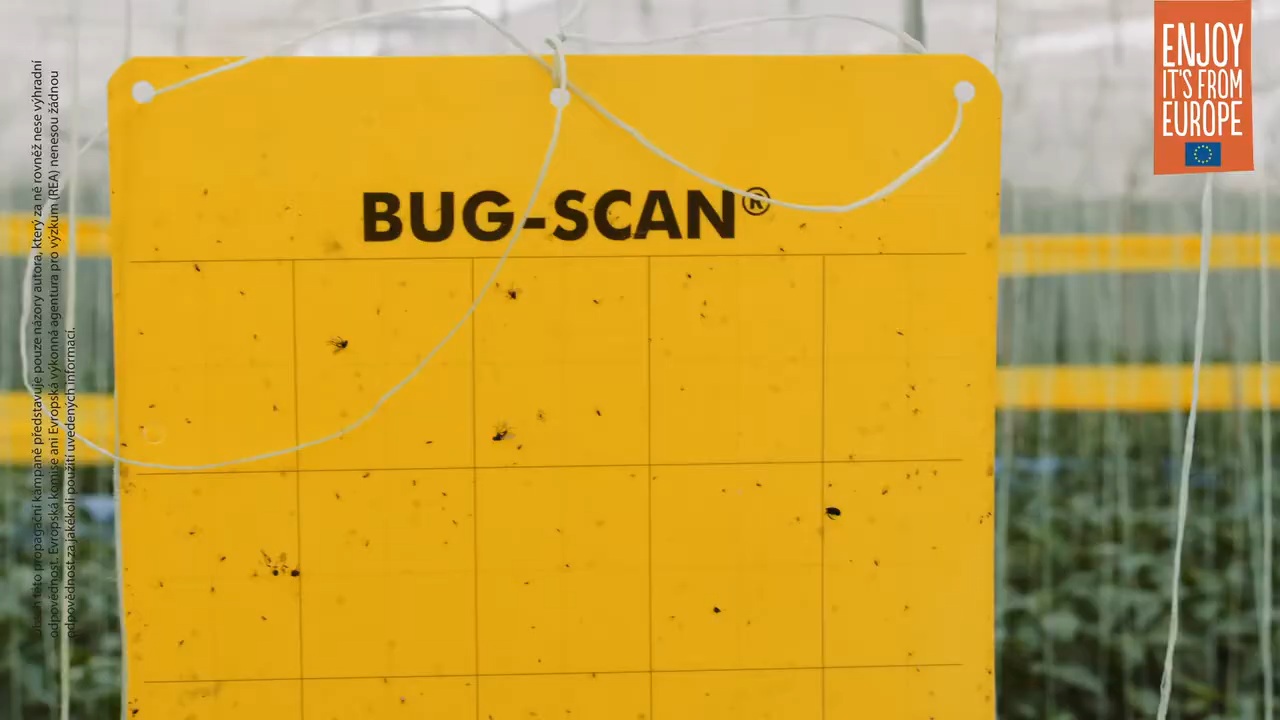 BUG-SCAN®
ENJOY
IT'S FROM
EUROPE
Obsah této propagační kampaně představuje pouze názory autora, který za ně rovněž nese výhradní
odpovědnost. Evropská komise ani Evropská výkonná agentura pro výzkum (REA) nenesou žádnou
odpovědnost za jakékoli použití uvedených informací.